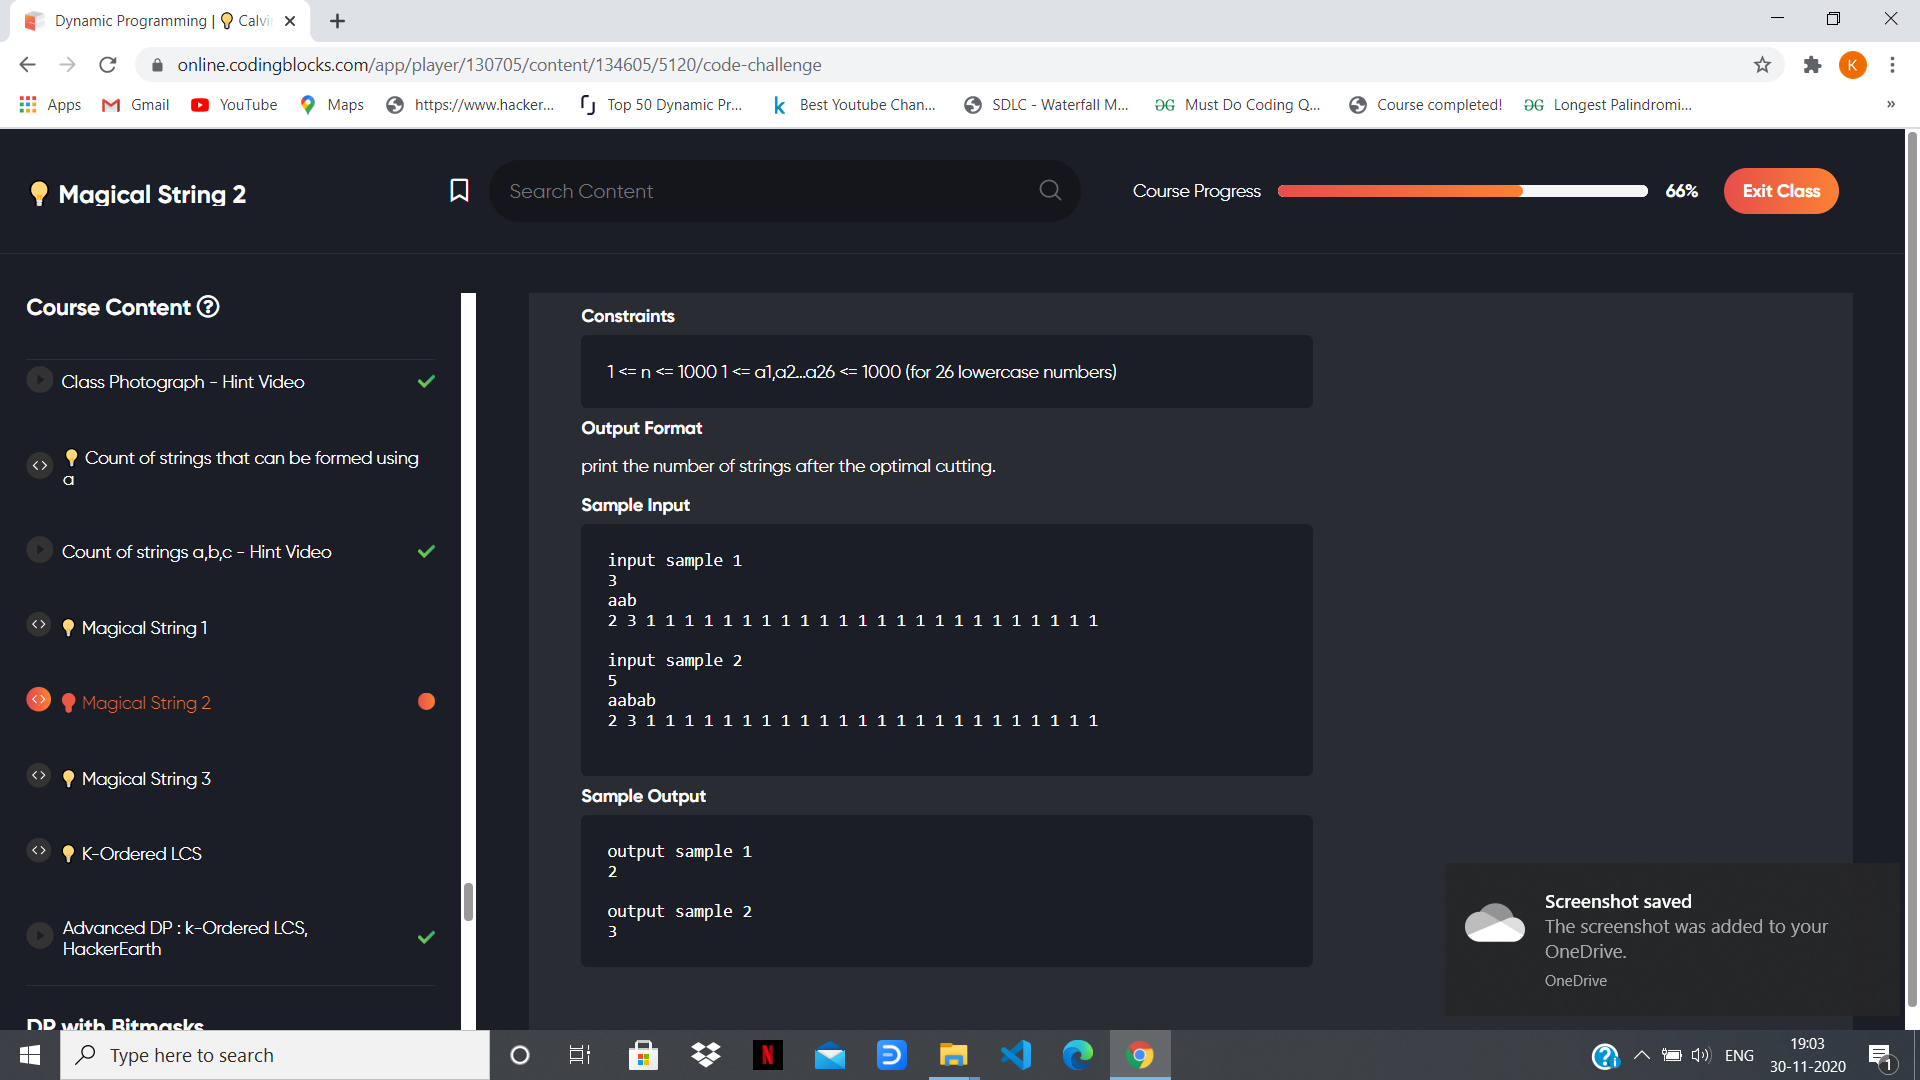 Dynamic Programming | 💡 Calvi
online.codingblocks.com/app/player/130705/content/134605/5120/code-challenge
K
Apps Gmail YouTube Maps https://www.hacker... Top 50 Dynamic Pr... Best Youtube Chan... SDLC - Waterfall M... Must Do Coding Q... Course completed! Longest Palindromi... »
💡 Magical String 2
Search Content
Course Progress 66% Exit Class
Course Content
Class Photograph - Hint Video
💡 Count of strings that can be formed using
a
Count of strings a,b,c - Hint Video
💡 Magical String 1
💡 Magical String 2
💡 Magical String 3
💡 K-Ordered LCS
Advanced DP : k-Ordered LCS,
HackerEarth
DP with Bitmasks
Constraints
1 <= n <= 1000 1 <= a1,a2...a26 <= 1000 (for 26 lowercase numbers)
Output Format
print the number of strings after the optimal cutting.
Sample Input
input sample 1
3
aab
2 3 1 1 1 1 1 1 1 1 1 1 1 1 1 1 1 1 1 1 1 1 1 1 1 1
input sample 2
5
aabab
2 3 1 1 1 1 1 1 1 1 1 1 1 1 1 1 1 1 1 1 1 1 1 1 1 1
Sample Output
output sample 1
2
output sample 2
3
Screenshot saved
The screenshot was added to your
OneDrive.
OneDrive
Type here to search
ENG
19:03
30-11-2020
1